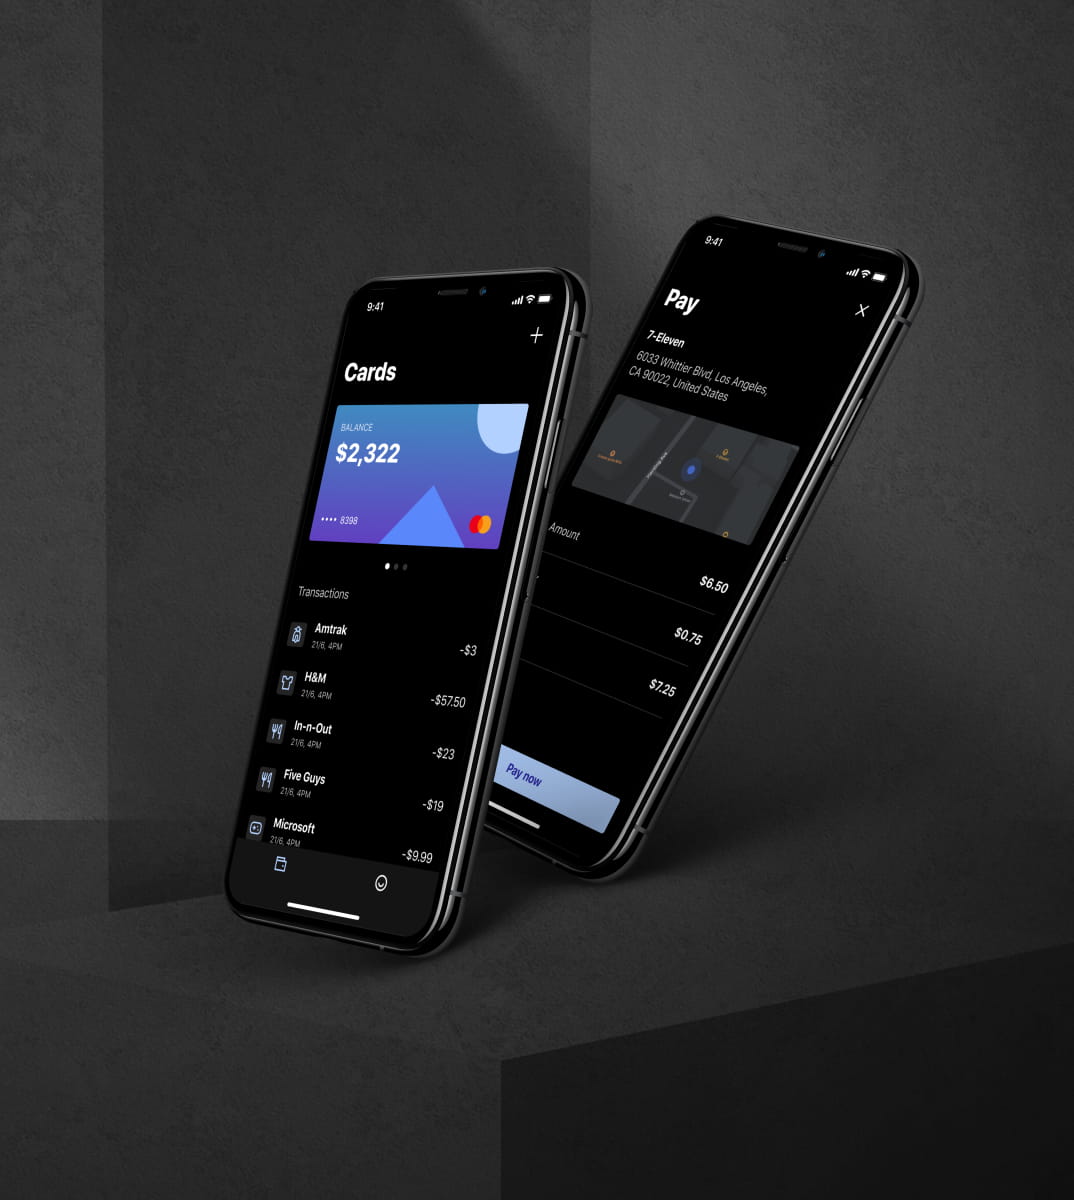 9:41
Cards
BALANCE
$2,322
•••• 8398
Transactions
Amtrak
21/6, 4PM
-$3
H&M
21/6, 4PM
-$57.50
In-n-Out
21/6, 4PM
-$23
Five Guys
21/6, 4PM
-$19
Microsoft
21/6, 4PM
-$9.99
9:41
Pay
7-Eleven
6033 Whittier Blvd, Los Angeles,
CA 90022, United States
Amount
$6.50
$0.75
$7.25
Pay now